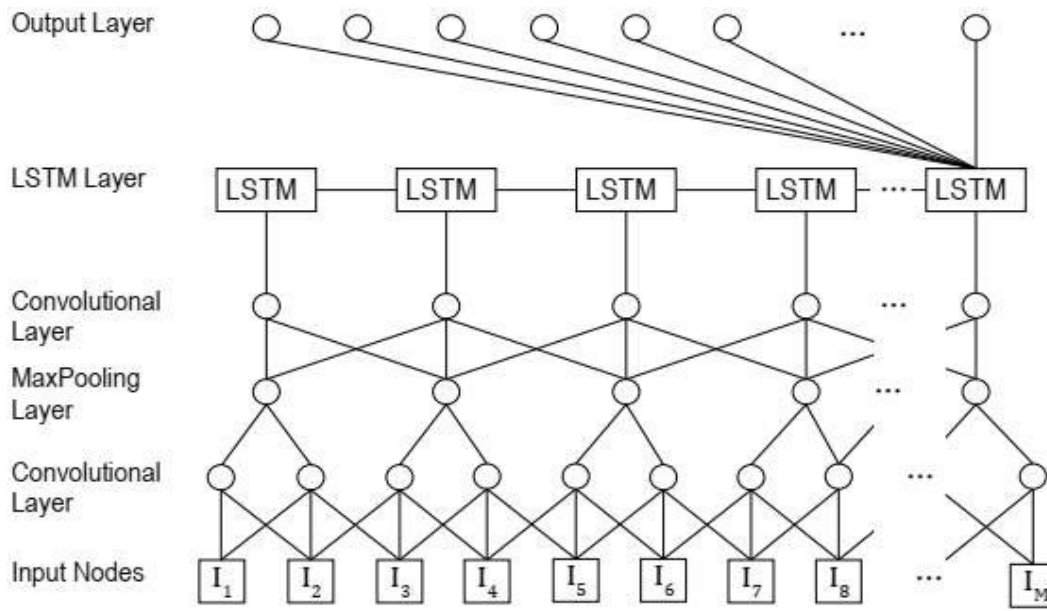 Output Layer
...
LSTM Layer
LSTM LSTM LSTM LSTM ... LSTM
Convolutional
Layer
...
MaxPooling
Layer
...
Convolutional
Layer
...
Input Nodes
I₁ I₂ I₃ I₄ I₅ I₆ I₇ I₈ ... I_M